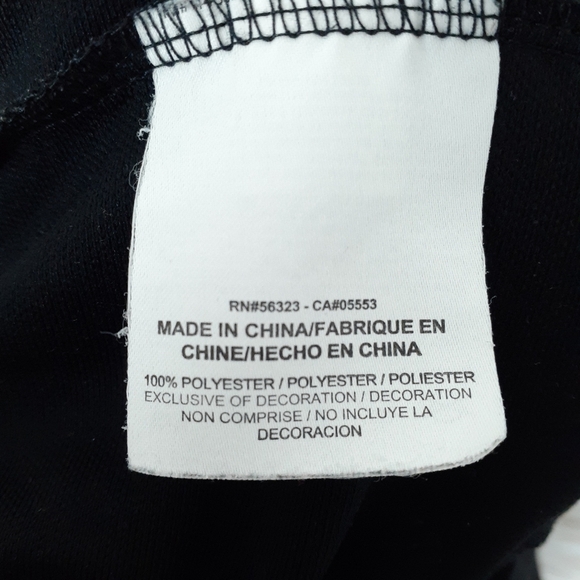 RN#56323 - CA#05553
MADE IN CHINA/FABRIQUE EN
CHINE/HECHO EN CHINA
100% POLYESTER / POLYESTER / POLIESTER
EXCLUSIVE OF DECORATION / DECORATION
NON COMPRISE / NO INCLUYE LA
DECORACION